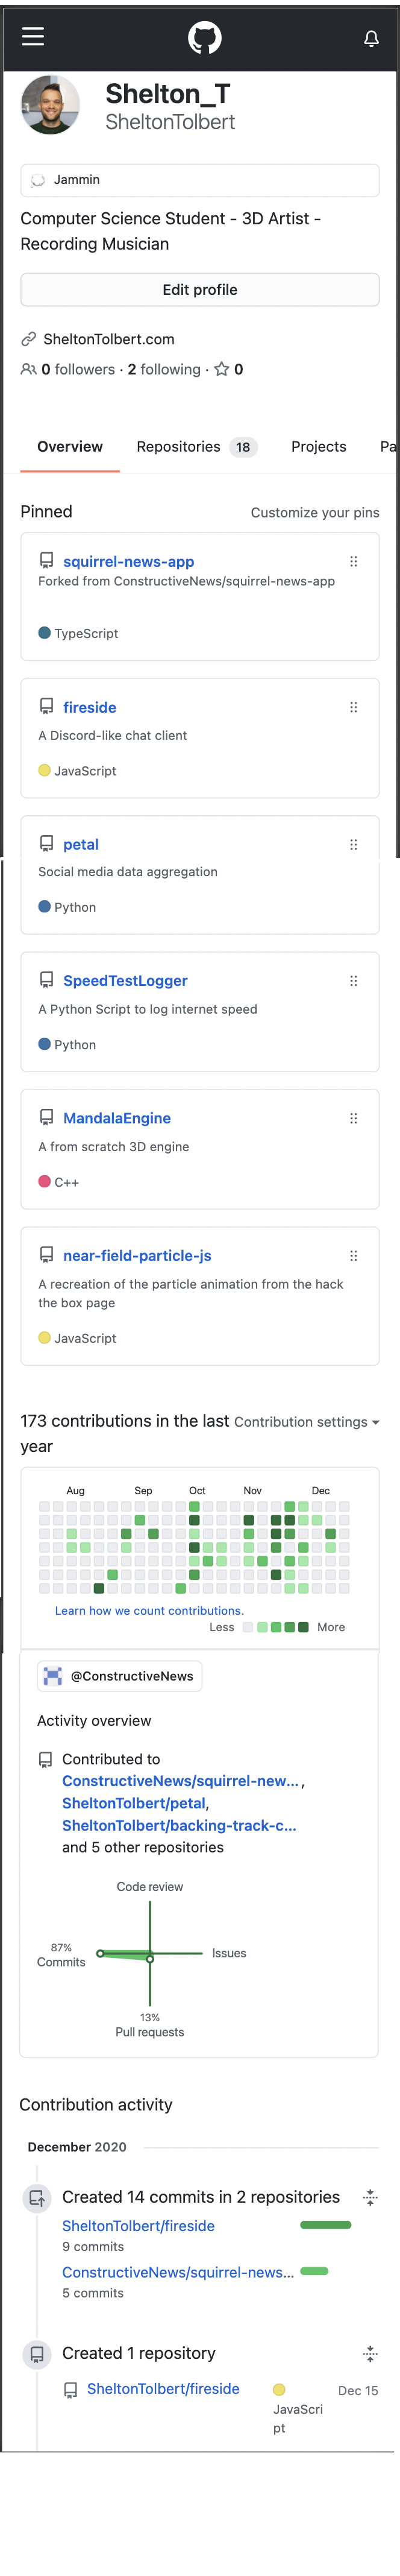 Shelton_T
SheltonTolbert
Jammin
Computer Science Student - 3D Artist -
Recording Musician
Edit profile
SheltonTolbert.com
0 followers · 2 following · 0
Overview Repositories 18 Projects Pa
Pinned Customize your pins
squirrel-news-app
Forked from ConstructiveNews/squirrel-news-app
TypeScript
fireside
A Discord-like chat client
JavaScript
petal
Social media data aggregation
Python
SpeedTestLogger
A Python Script to log internet speed
Python
MandalaEngine
A from scratch 3D engine
C++
near-field-particle-js
A recreation of the particle animation from the hack
the box page
JavaScript
173 contributions in the last Contribution settings
year
Aug Sep Oct Nov Dec
Learn how we count contributions.
Less More
@ConstructiveNews
Activity overview
Contributed to
ConstructiveNews/squirrel-new... ,
SheltonTolbert/petal,
SheltonTolbert/backing-track-c...
and 5 other repositories
Code review
87%
Commits
Issues
13%
Pull requests
Contribution activity
December 2020
Created 14 commits in 2 repositories
SheltonTolbert/fireside
9 commits
ConstructiveNews/squirrel-news...
5 commits
Created 1 repository
SheltonTolbert/fireside
JavaScri
pt
Dec 15